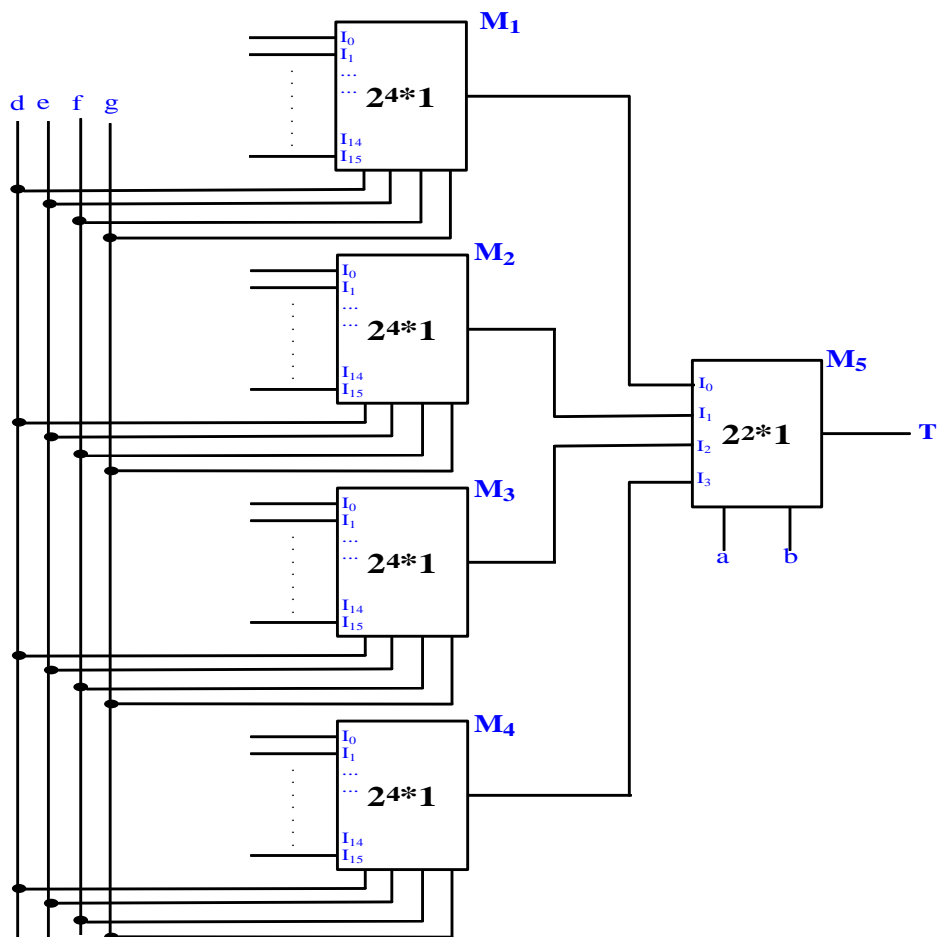 M₁
I₀
I₁
...
...
2⁴*1
I₁₄
I₁₅
d e f g
M₂
I₀
I₁
...
...
2⁴*1
I₁₄
I₁₅
M₃
I₀
I₁
...
...
2⁴*1
I₁₄
I₁₅
M₄
I₀
I₁
...
...
2⁴*1
I₁₄
I₁₅
M₅
I₀
I₁
I₂
I₃
2²*1
T
a b